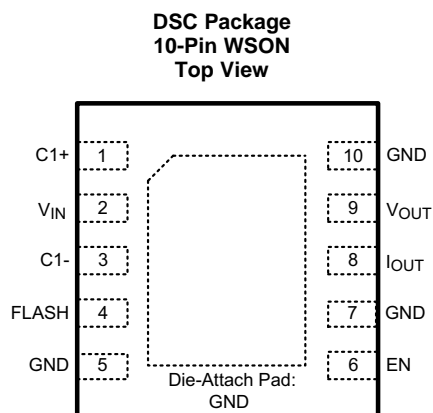 DSC Package
10-Pin WSON
Top View
C1+ 1 10 GND
VIN 2 9 VOUT
C1- 3 8 IOUT
FLASH 4 7 GND
GND 5 6 EN
Die-Attach Pad:
GND